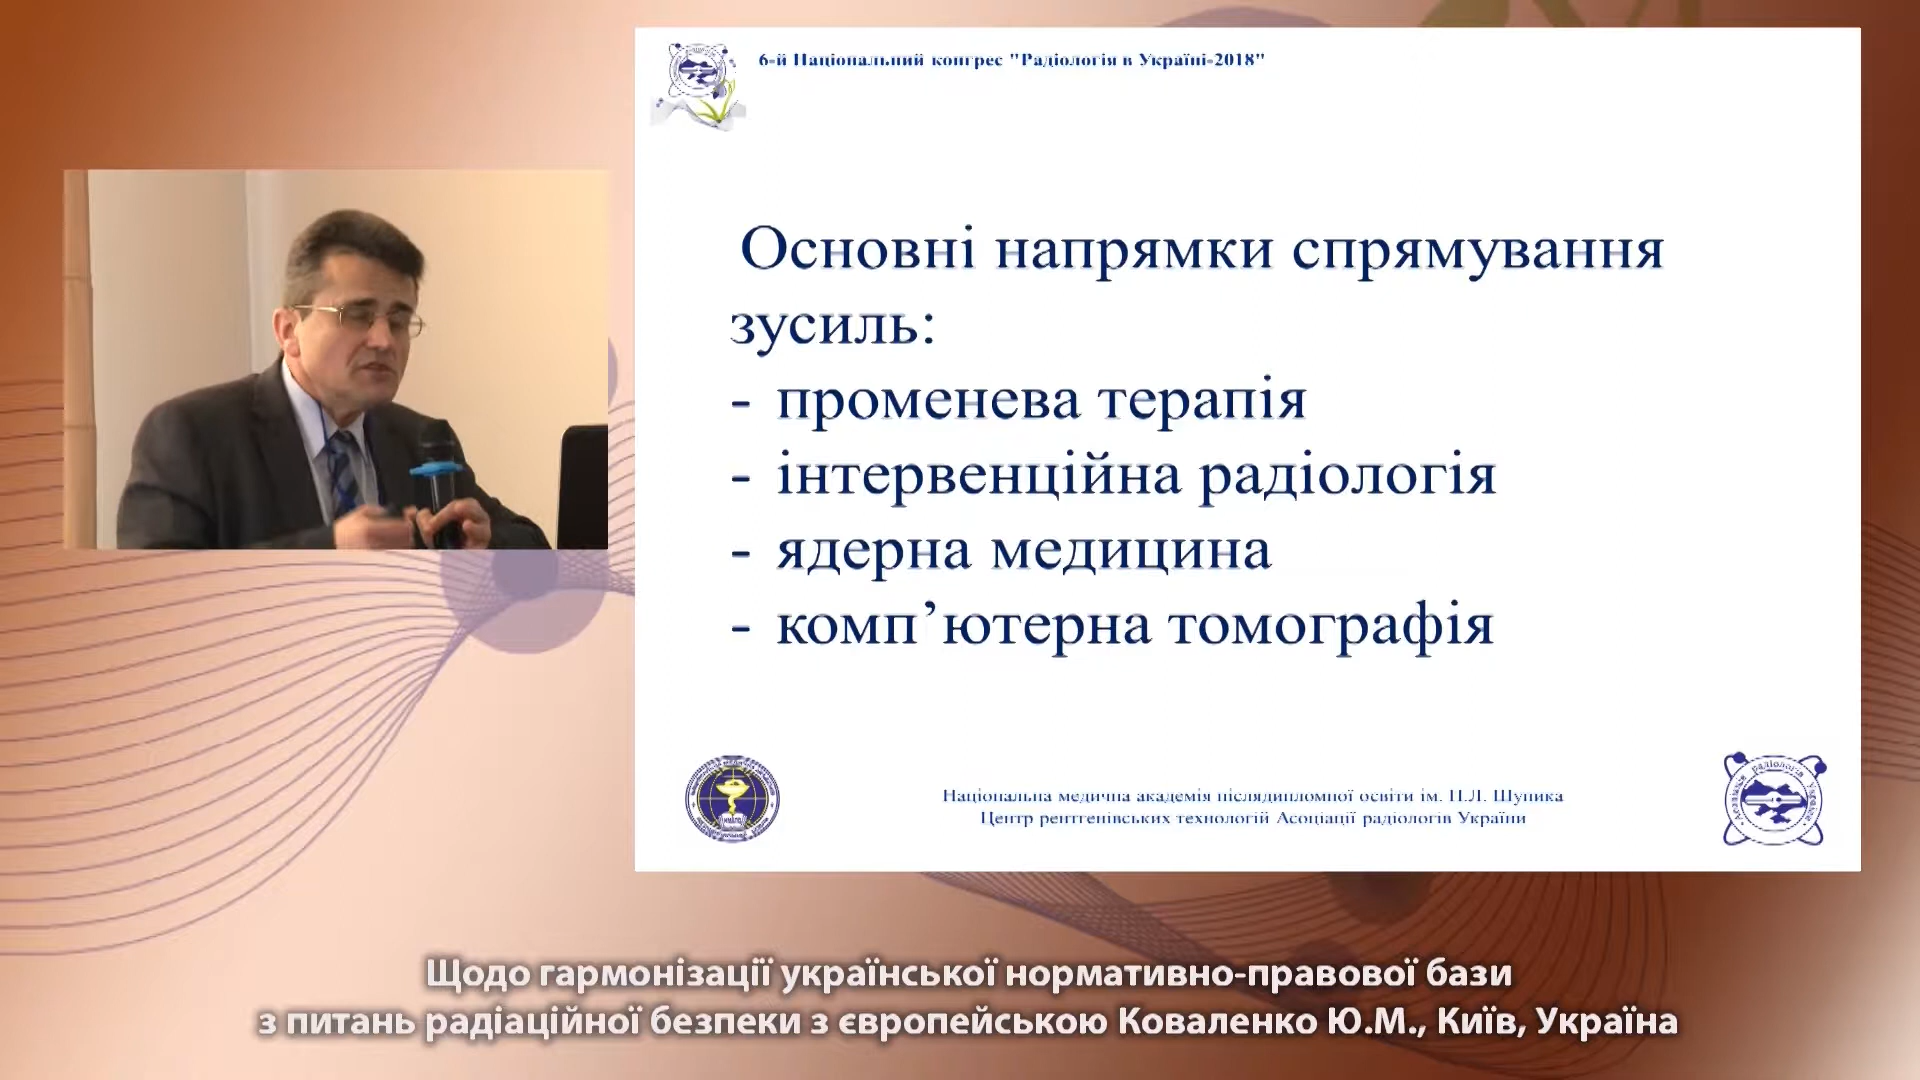 6-й Національний конгрес "Радіологія в Україні-2018"
Основні напрямки спрямування
зусиль:
- променева терапія
- інтервенційна радіологія
- ядерна медицина
- комп’ютерна томографія
Національна медична академія післядипломної освіти ім. П.Л. Шупика
Центр рентгенівських технологій Асоціації радіологів України
Щодо гармонізації української нормативно-правової бази
з питань радіаційної безпеки з європейською Коваленко Ю.М., Київ, Україна